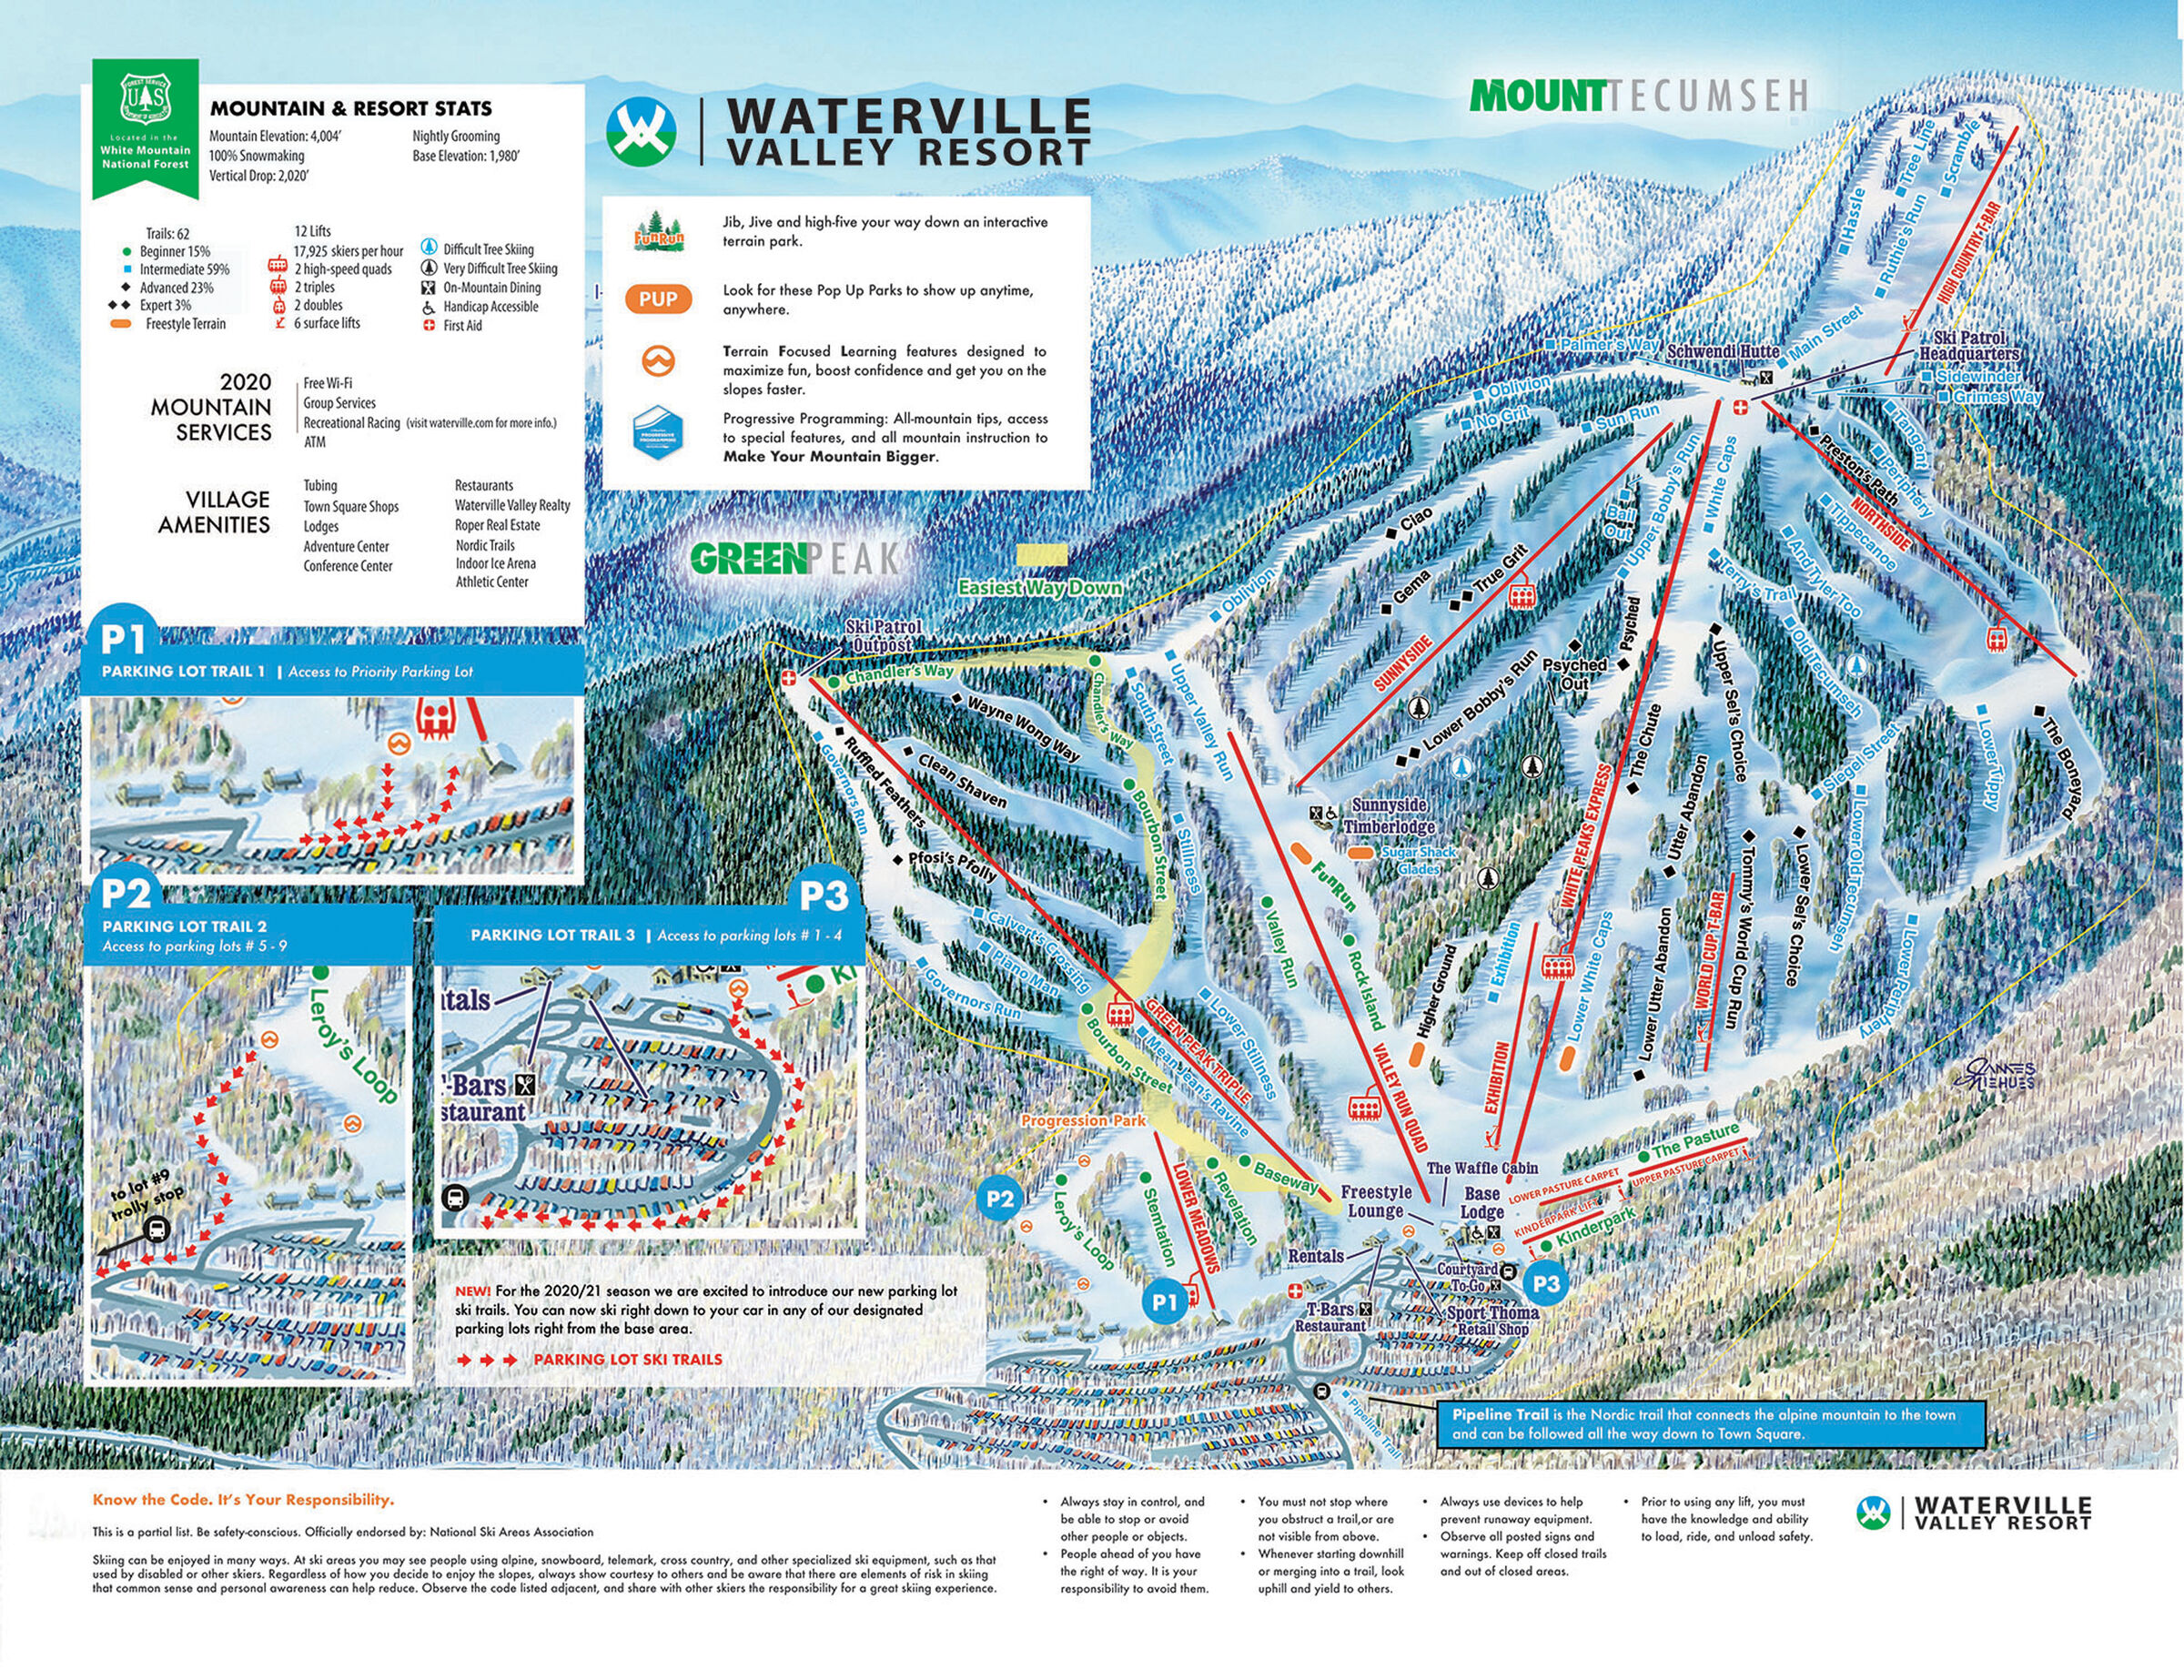 Located in the
White Mountain
National Forest
MOUNTAIN & RESORT STATS
Mountain Elevation: 4,004'
100% Snowmaking
Vertical Drop: 2,020'
Nightly Grooming
Base Elevation: 1,980'
Trails: 62
Beginner 15%
Intermediate 59%
Advanced 23%
Expert 3%
Freestyle Terrain
12 Lifts
17,925 skiers per hour
2 high-speed quads
2 triples
2 doubles
6 surface lifts
Difficult Tree Skiing
Very Difficult Tree Skiing
On-Mountain Dining
Handicap Accessible
First Aid
2020
MOUNTAIN
SERVICES
Free Wi-Fi
Group Services
Recreational Racing (visit waterville.com for more info.)
ATM
VILLAGE
AMENITIES
Tubing
Town Square Shops
Lodges
Adventure Center
Conference Center
Restaurants
Waterville Valley Realty
Roper Real Estate
Nordic Trails
Indoor Ice Arena
Athletic Center
WATERVILLE
VALLEY RESORT
FunRun
Jib, Jive and high-five your way down an interactive
terrain park.
PUP
Look for these Pop Up Parks to show up anytime,
anywhere.
Terrain Focused Learning features designed to
maximize fun, boost confidence and get you on the
slopes faster.
Progressive Programming: All-mountain tips, access
to special features, and all mountain instruction to
Make Your Mountain Bigger.
MOUNT TECUMSEH
Hassle
Tree Line
Scramble
Ruthie's Run
HIGH COUNTRY T-BAR
Main Street
Palmer's Way
Schwendi Hutte
Ski Patrol
Headquarters
Sidewinder
Grimes Way
Oblivion
No Grit
Sun Run
Tangent
Periphery
Preston's Path
NORTHSIDE
Tippecanoe
And Tyler Too
White Caps
Upper Bobby's Run
Bail
Out
Ciao
Gema
True Grit
SUNNYSIDE
Oblivion
Terry's Trail
Old Tecumseh
Psyched
Psyched
Out
Lower Bobby's Run
Upper Sel's Choice
The Chute
Utter Abandon
Siegel Street
Lower Tippy
The Boneyard
Lower Old Tecumseh
WHITE PEAKS EXPRESS
Tommy's World Cup Run
Lower Sel's Choice
WORLD CUP T-BAR
Lower Utter Abandon
Lower White Caps
Lower Periphery
Exhibition
EXHIBITION
Higher Ground
Sunnyside
Timberlodge
Sugar Shack
Glades
FunRun
Rock Island
VALLEY RUN QUAD
Valley Run
Upper Valley Run
South Street
Stillness
Lower Stillness
GREEN PEAK
Easiest Way Down
Ski Patrol
Outpost
Chandler's Way
Chandler's Way
Wayne Wong Way
Clean Shaven
Ruffled Feathers
Governors Run
Pfosi's Pfolly
Bourbon Street
Calvert's Crossing
Piano Man
Governors Run
GREEN PEAK TRIPLE
Mean Jean's Ravine
Bourbon Street
Progression Park
Baseway
Revelation
LOWER MEADOWS
Stemtation
Leroy's Loop
P2
P1
P3
The Waffle Cabin
Freestyle
Lounge
Base
Lodge
Rentals
Courtyard
To-Go
T-Bars
Restaurant
Sport Thoma
Retail Shop
The Pasture
LOWER PASTURE CARPET
UPPER PASTURE CARPET
KINDERPARK LIFT
Kinderpark
JAMES
NIEHUES
Pipeline Trail
Pipeline Trail is the Nordic trail that connects the alpine mountain to the town
and can be followed all the way down to Town Square.
P1
PARKING LOT TRAIL 1 | Access to Priority Parking Lot
P2
PARKING LOT TRAIL 2
Access to parking lots # 5 - 9
Leroy's Loop
to lot #9
trolly stop
P3
PARKING LOT TRAIL 3 | Access to parking lots # 1 - 4
tals
Ki
-Bars
staurant
NEW! For the 2020/21 season we are excited to introduce our new parking lot
ski trails. You can now ski right down to your car in any of our designated
parking lots right from the base area.
PARKING LOT SKI TRAILS
Know the Code. It's Your Responsibility.
This is a partial list. Be safety-conscious. Officially endorsed by: National Ski Areas Association
Skiing can be enjoyed in many ways. At ski areas you may see people using alpine, snowboard, telemark, cross country, and other specialized ski equipment, such as that
used by disabled or other skiers. Regardless of how you decide to enjoy the slopes, always show courtesy to others and be aware that there are elements of risk in skiing
that common sense and personal awareness can help reduce. Observe the code listed adjacent, and share with other skiers the responsibility for a great skiing experience.
• Always stay in control, and
be able to stop or avoid
other people or objects.
• People ahead of you have
the right of way. It is your
responsibility to avoid them.
• You must not stop where
you obstruct a trail,or are
not visible from above.
• Whenever starting downhill
or merging into a trail, look
uphill and yield to others.
• Always use devices to help
prevent runaway equipment.
• Observe all posted signs and
warnings. Keep off closed trails
and out of closed areas.
• Prior to using any lift, you must
have the knowledge and ability
to load, ride, and unload safety.
WATERVILLE
VALLEY RESORT